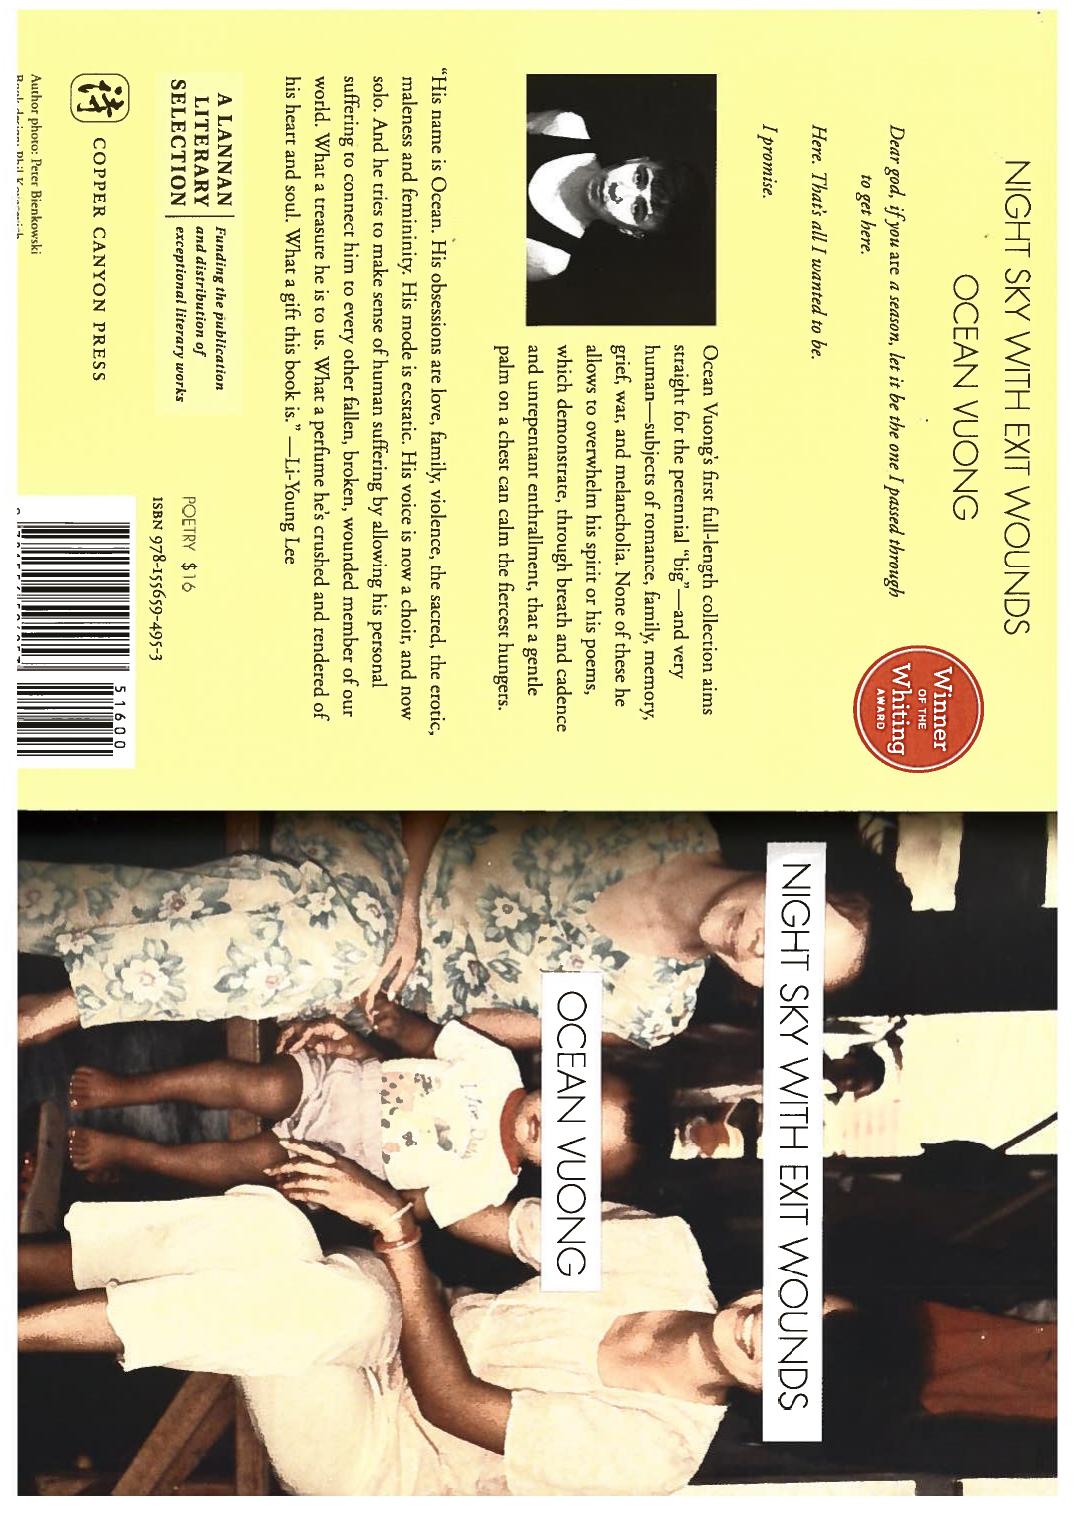 NIGHT SKY WITH EXIT WOUNDS
OCEAN VUONG
Dear god, if you are a season, let it be the one I passed through
to get here.
Here. That's all I wanted to be.
I promise.
Winner
OF THE
Whiting
AWARD
Ocean Vuong's first full-length collection aims
straight for the perennial “big”—and very
human—subjects of romance, family, memory,
grief, war, and melancholia. None of these he
allows to overwhelm his spirit or his poems,
which demonstrate, through breath and cadence
and unrepentant enthrallment, that a gentle
palm on a chest can calm the fiercest hungers.
“His name is Ocean. His obsessions are love, family, violence, the sacred, the erotic,
maleness and femininity. His mode is ecstatic. His voice is now a choir, and now
solo. And he tries to make sense of human suffering by allowing his personal
suffering to connect him to every other fallen, broken, wounded member of our
world. What a treasure he is to us. What a perfume he's crushed and rendered of
his heart and soul. What a gift this book is.” —Li-Young Lee
A LANNAN
LITERARY
SELECTION
Funding the publication
and distribution of
exceptional literary works
POETRY $16
ISBN 978-155659-495-3
51600
詩
COPPER CANYON PRESS
Author photo: Peter Bienkowski
NIGHT SKY WITH EXIT WOUNDS
OCEAN VUONG